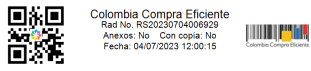 Colombia Compra Eficiente
Rad No. RS20230704006929
Anexos: No Con copia: No
Fecha: 04/07/2023 12:00:15
Colombia Compra Eficiente